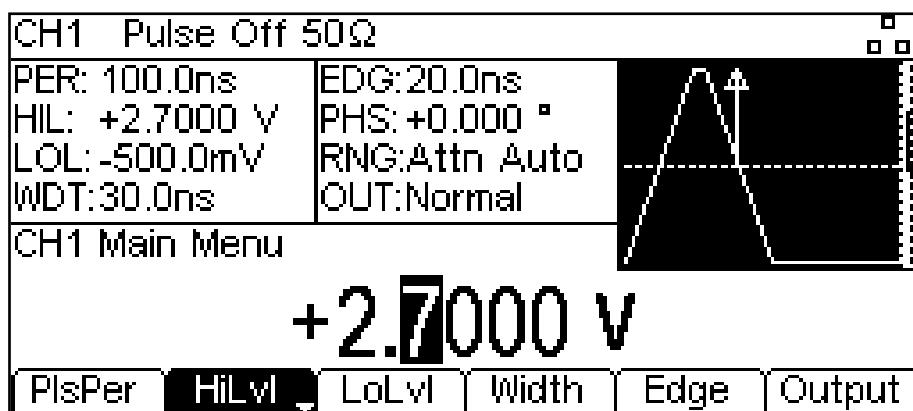 CH1 Pulse Off 50Ω
PER: 100.0ns
HIL: +2.7000 V
LOL:-500.0mV
WDT:30.0ns
EDG:20.0ns
PHS:+0.000 °
RNG:Attn Auto
OUT:Normal
CH1 Main Menu
+2.7000 V
PlsPer HiLvl LoLvl Width Edge Output